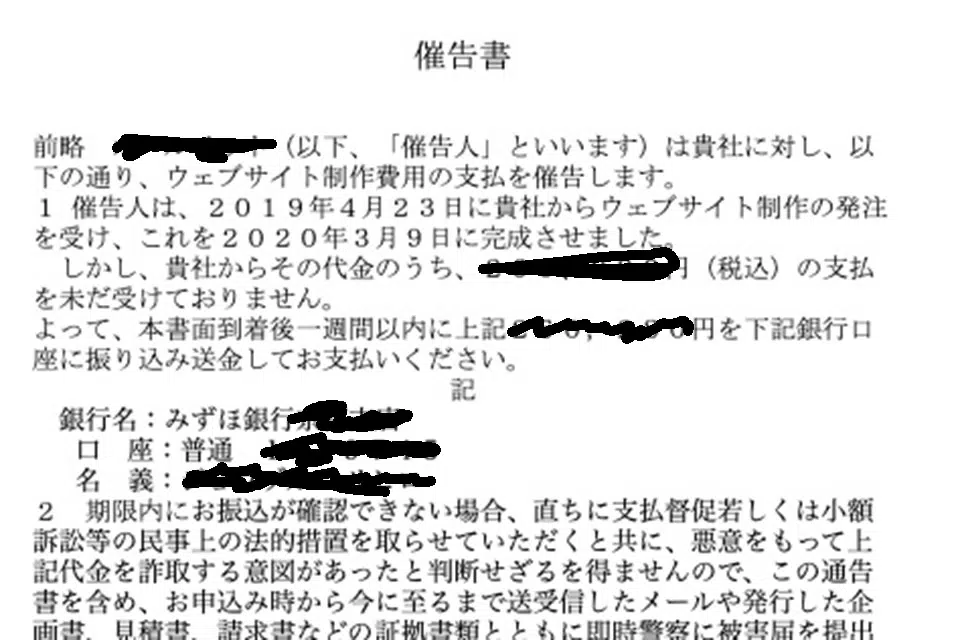 催告書
前略 （以下、「催告人」といいます）は貴社に対し、以
下の通り、ウェブサイト制作費用の支払を催告します。
１ 催告人は、２０１９年４月２３日に貴社からウェブサイト制作の発注
を受け、これを２０２０年３月９日に完成させました。
しかし、貴社からその代金のうち、 円（税込）の支払
を未だ受けておりません。
よって、本書面到着後一週間以内に上記 円を下記銀行口
座に振り込み送金してお支払いください。
記
銀行名：みずほ銀行
口 座：普通
名 義：
２ 期限内にお振込が確認できない場合、直ちに支払督促若しくは小額
訴訟等の民事上の法的措置を取らせていただくと共に、悪意をもって上
記代金を詐取する意図があったと判断せざるを得ませんので、この通告
書を含め、お申込み時から今に至るまで送受信したメールや発行した企
画書、見積書、請求書などの証拠書類とともに即時警察に被害届を提出